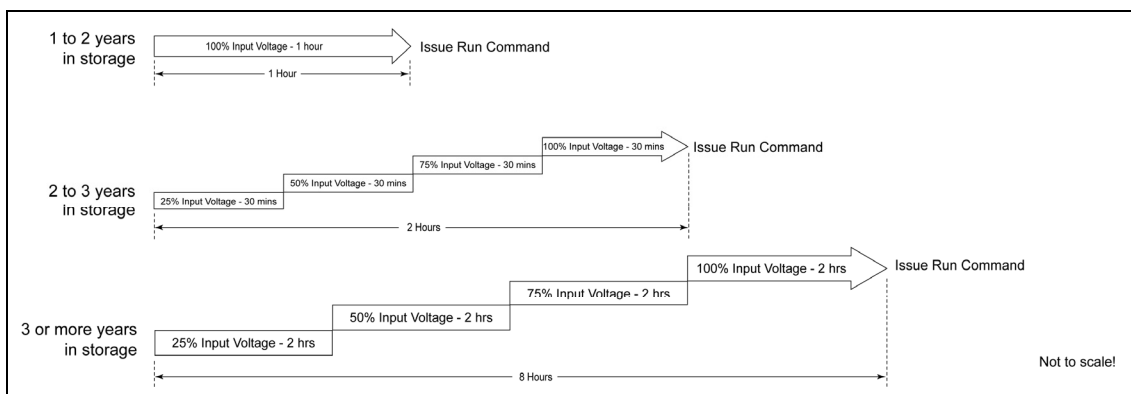 1 to 2 years
in storage
100% Input Voltage - 1 hour
Issue Run Command
1 Hour
2 to 3 years
in storage
25% Input Voltage - 30 mins
50% Input Voltage - 30 mins
75% Input Voltage - 30 mins
100% Input Voltage - 30 mins
Issue Run Command
2 Hours
3 or more years
in storage
25% Input Voltage - 2 hrs
50% Input Voltage - 2 hrs
75% Input Voltage - 2 hrs
100% Input Voltage - 2 hrs
Issue Run Command
8 Hours
Not to scale!